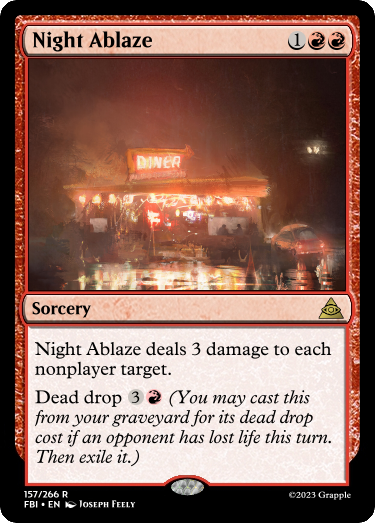 Night Ablaze 1
DINER
Sorcery
Night Ablaze deals 3 damage to each
nonplayer target.
Dead drop 3 (You may cast this
from your graveyard for its dead drop
cost if an opponent has lost life this turn.
Then exile it.)
157/266 R
FBI • EN Joseph Feely
©2023 Grapple